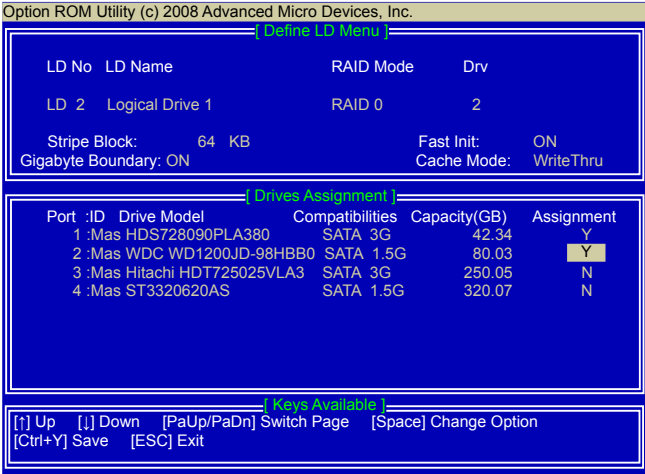 Option ROM Utility (c) 2008 Advanced Micro Devices, Inc.
[ Define LD Menu ]
LD No LD Name RAID Mode Drv
LD 2 Logical Drive 1 RAID 0 2
Stripe Block: 64 KB Fast Init: ON
Gigabyte Boundary: ON Cache Mode: WriteThru
[ Drives Assignment ]
Port :ID Drive Model Compatibilities Capacity(GB) Assignment
1 :Mas HDS728090PLA380 SATA 3G 42.34 Y
2 :Mas WDC WD1200JD-98HBB0 SATA 1.5G 80.03 Y
3 :Mas Hitachi HDT725025VLA3 SATA 3G 250.05 N
4 :Mas ST3320620AS SATA 1.5G 320.07 N
[ Keys Available ]
[↑] Up [↓] Down [PaUp/PaDn] Switch Page [Space] Change Option
[Ctrl+Y] Save [ESC] Exit